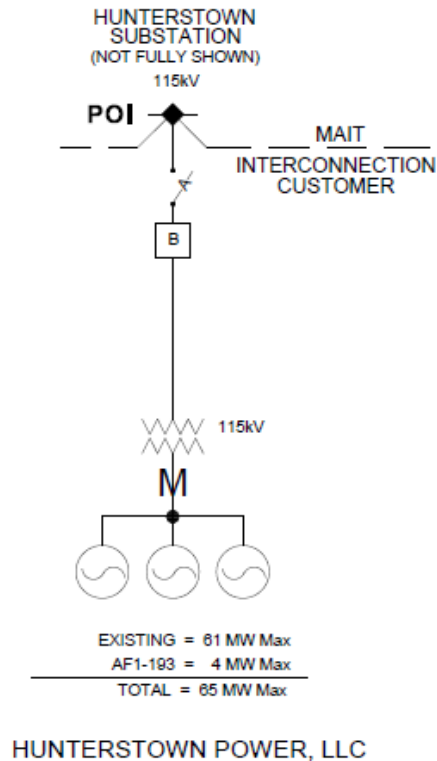 HUNTERSTOWN
SUBSTATION
(NOT FULLY SHOWN)
115kV
POI
MAIT
INTERCONNECTION
CUSTOMER
A
B
115kV
M
EXISTING = 61 MW Max
AF1-193 = 4 MW Max
TOTAL = 65 MW Max
HUNTERSTOWN POWER, LLC